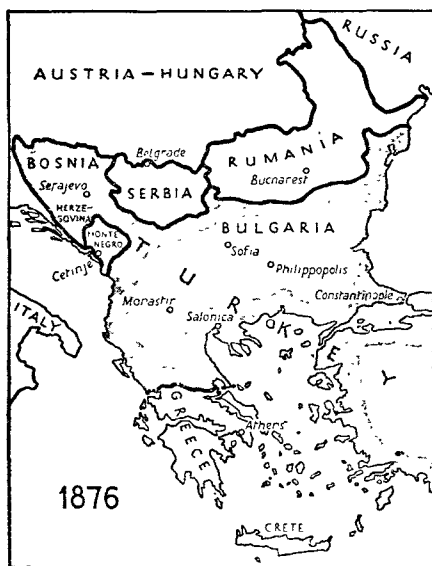 RUSSIA
AUSTRIA-HUNGARY
Belgrade
BOSNIA
Serajevo
HERZE-
GOVINA
SERBIA
RUMANIA
Bucharest
MONTE
NEGRO
Cetinje
BULGARIA
Sofia
Philippopolis
TURKEY
Constantinople
Monastir
Salonica
ITALY
GREECE
Athens
1876
CRETE